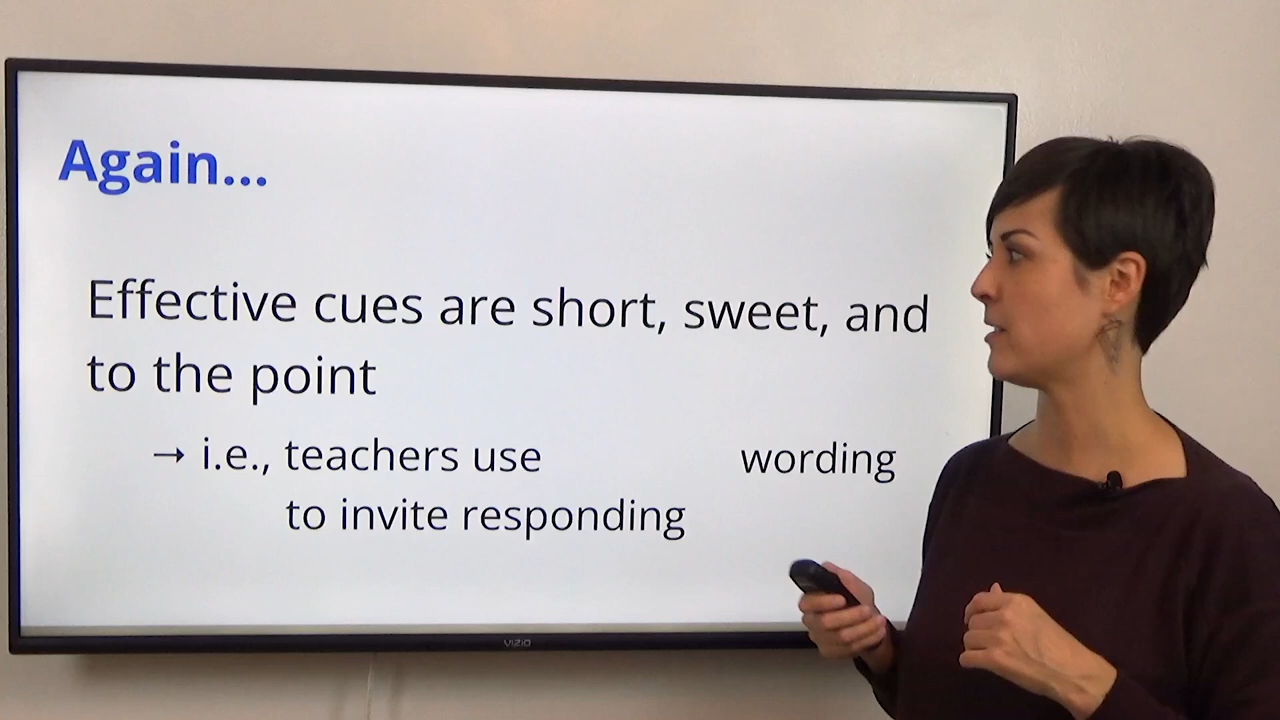 Again...
Effective cues are short, sweet, and
to the point
→ i.e., teachers use wording
to invite responding
VIZIO